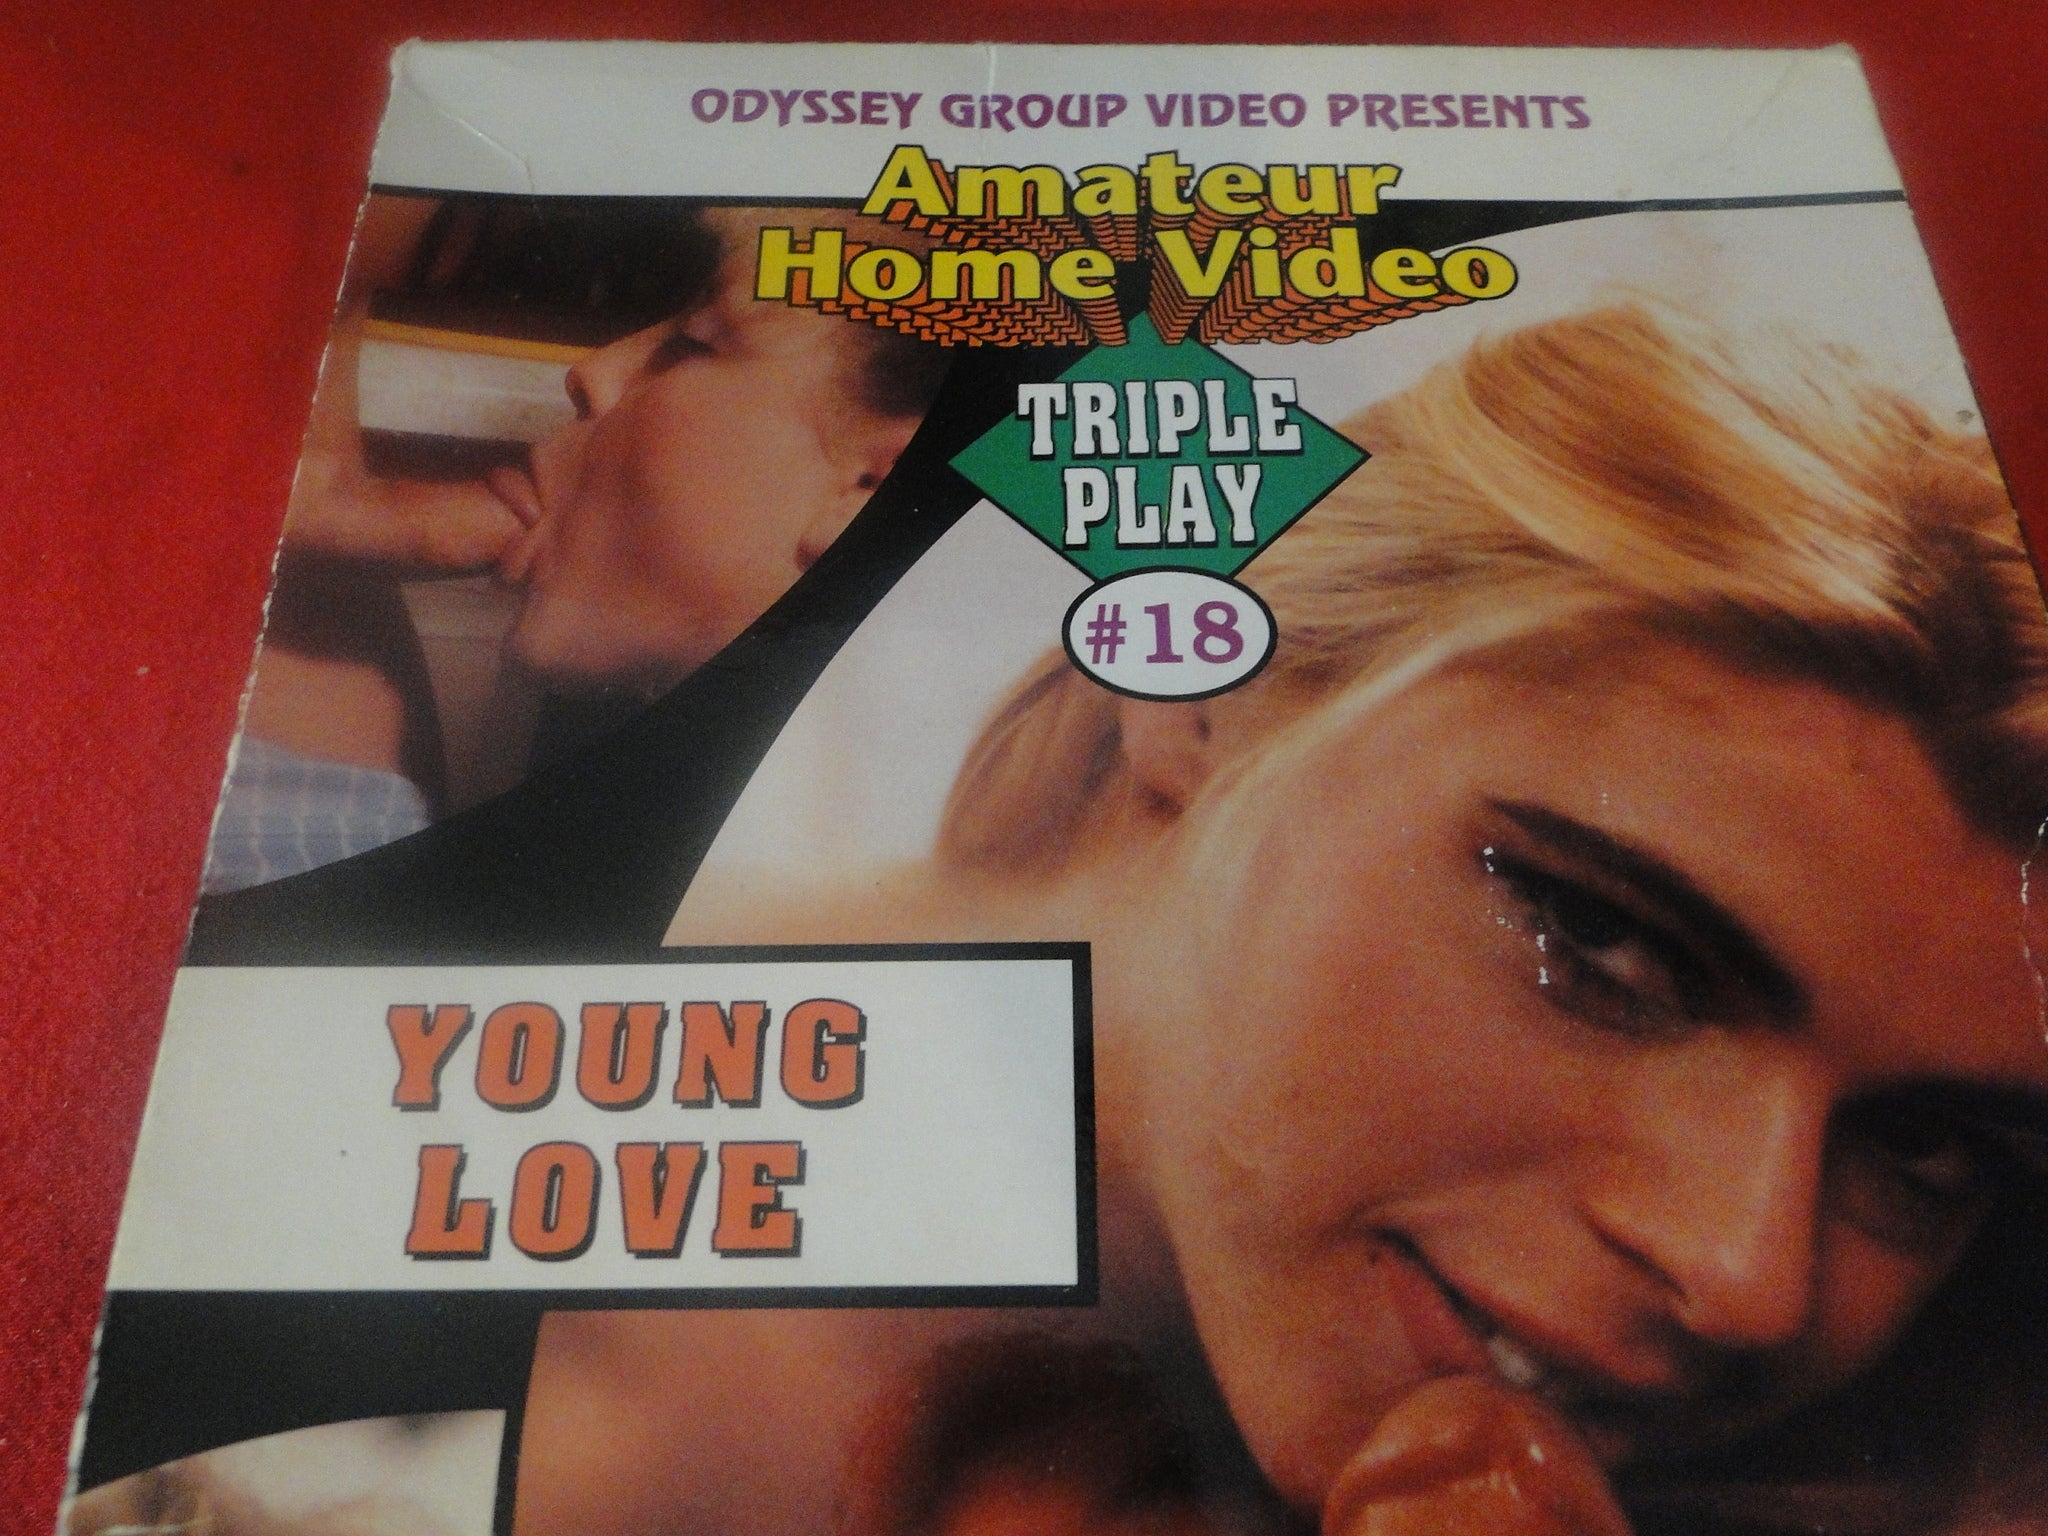 ODYSSEY GROUP VIDEO PRESENTS
Amateur
Home Video
TRIPLE
PLAY
#18
YOUNG
LOVE